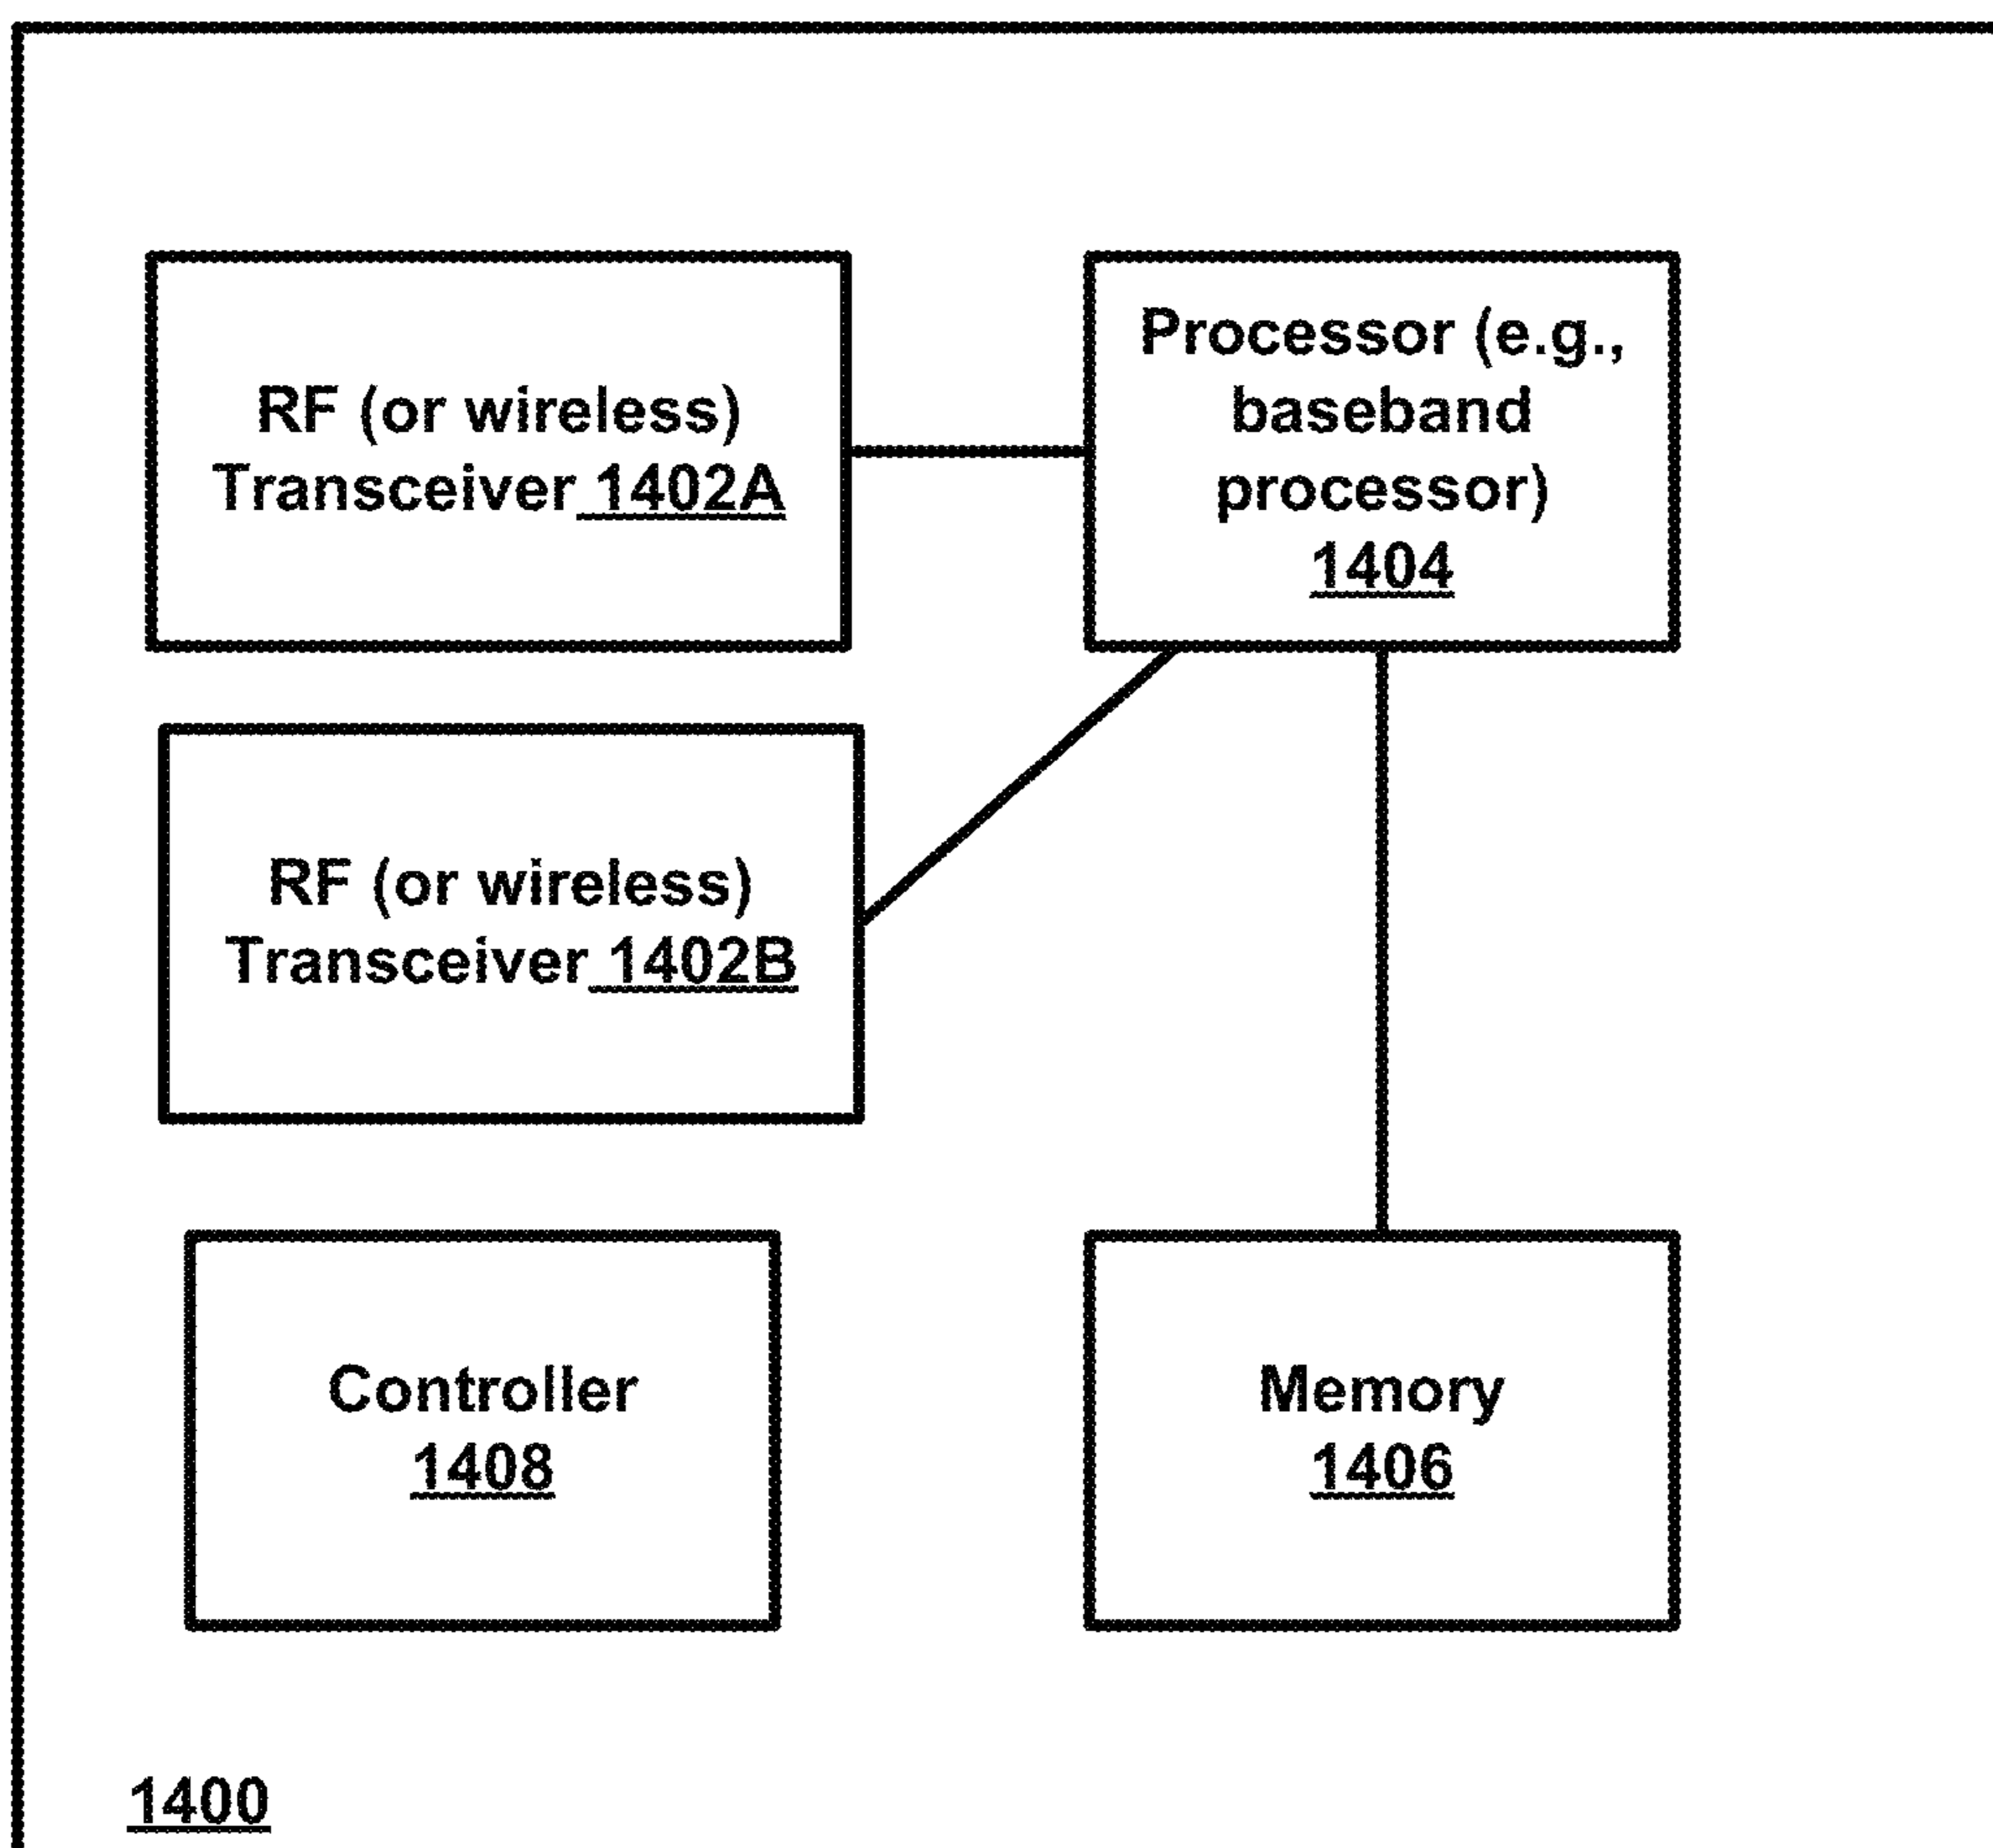 RF (or wireless)
Transceiver 1402A
Processor (e.g.,
baseband
processor)
1404
RF (or wireless)
Transceiver 1402B
Controller
1408
Memory
1406
1400